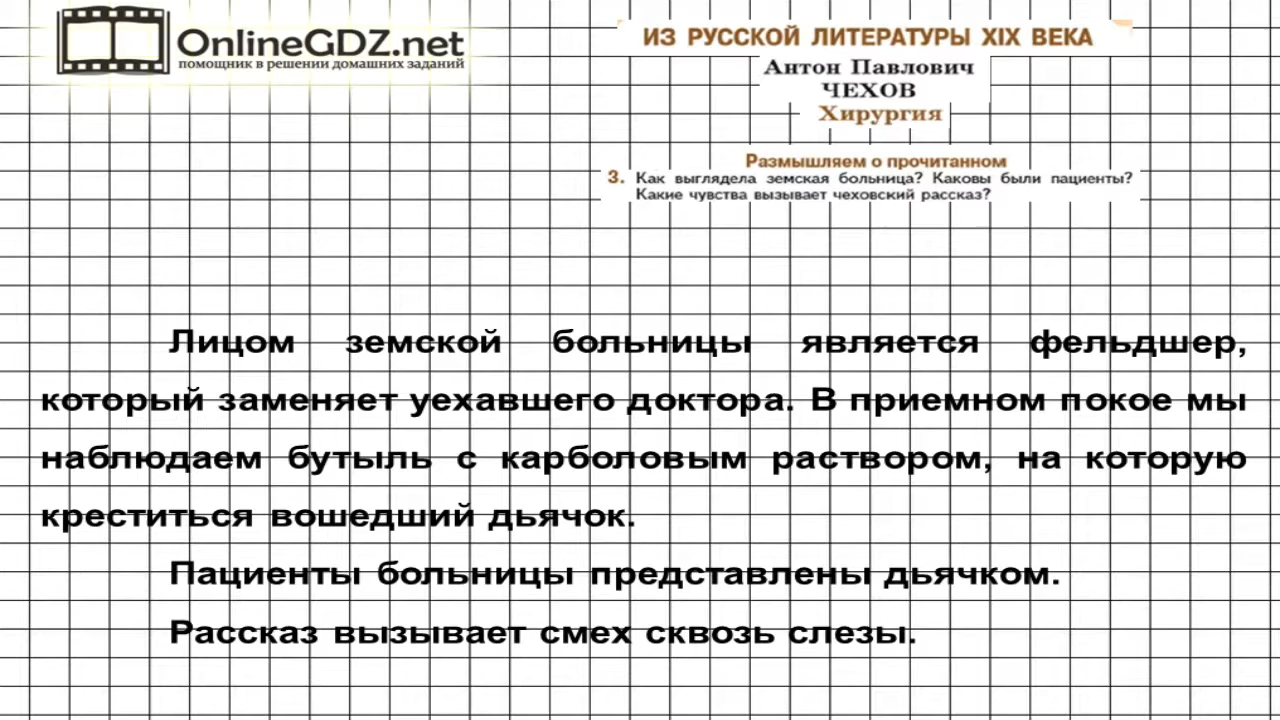 OnlineGDZ.net
помощник в решении домашних заданий
ИЗ РУССКОЙ ЛИТЕРАТУРЫ XIX ВЕКА
Антон Павлович
ЧЕХОВ
Хирургия
Размышляем о прочитанном
3. Как выглядела земская больница? Каковы были пациенты?
Какие чувства вызывает чеховский рассказ?
Лицом земской больницы является фельдшер,
который заменяет уехавшего доктора. В приемном покое мы
наблюдаем бутыль с карболовым раствором, на которую
креститься вошедший дьячок.
Пациенты больницы представлены дьячком.
Рассказ вызывает смех сквозь слезы.